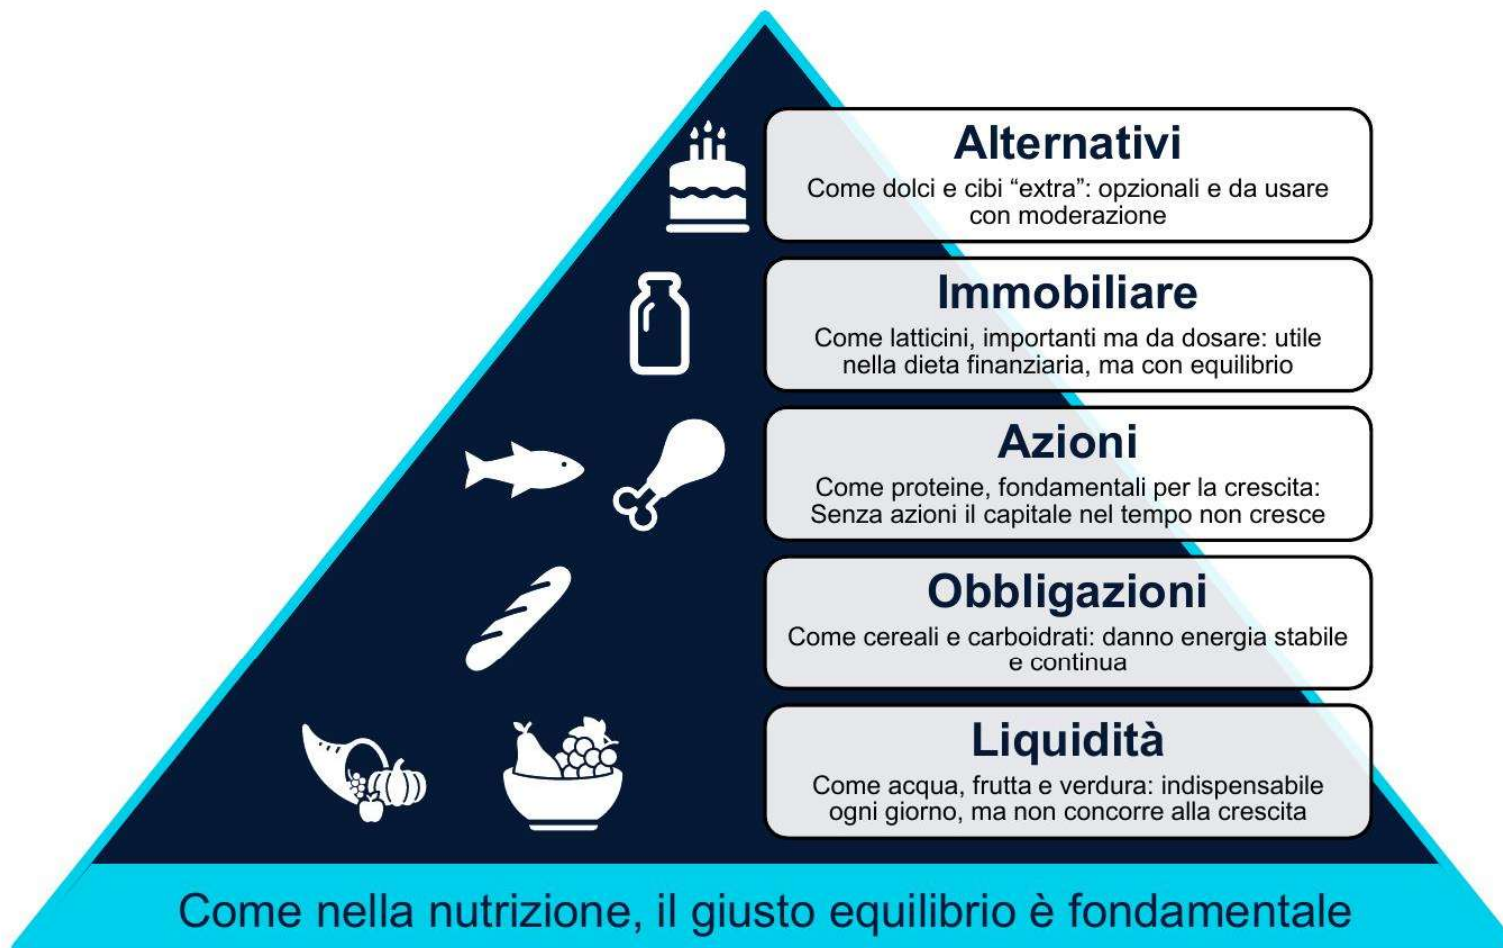 Alternativi
Come dolci e cibi “extra”: opzionali e da usare
con moderazione
Immobiliare
Come latticini, importanti ma da dosare: utile
nella dieta finanziaria, ma con equilibrio
Azioni
Come proteine, fondamentali per la crescita:
Senza azioni il capitale nel tempo non cresce
Obbligazioni
Come cereali e carboidrati: danno energia stabile
e continua
Liquidità
Come acqua, frutta e verdura: indispensabile
ogni giorno, ma non concorre alla crescita
Come nella nutrizione, il giusto equilibrio è fondamentale